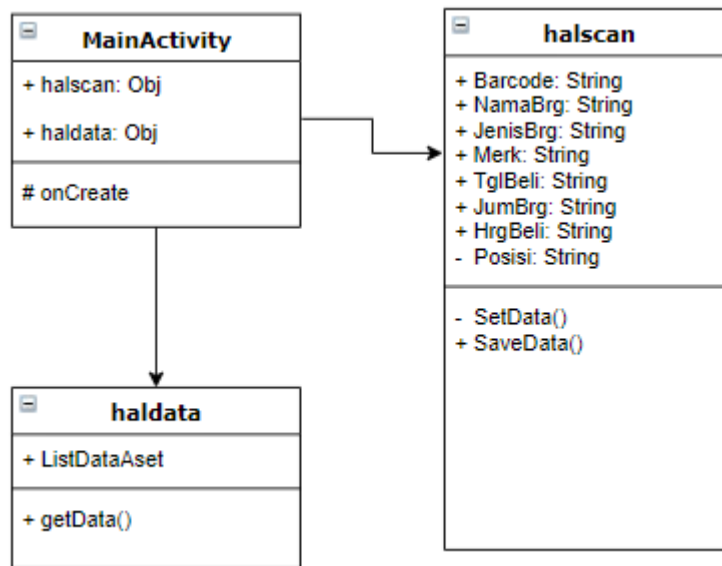 MainActivity
+ halscan: Obj
+ haldata: Obj
# onCreate
halscan
+ Barcode: String
+ NamaBrg: String
+ JenisBrg: String
+ Merk: String
+ TglBeli: String
+ JumBrg: String
+ HrgBeli: String
- Posisi: String
- SetData()
+ SaveData()
haldata
+ ListDataAset
+ getData()